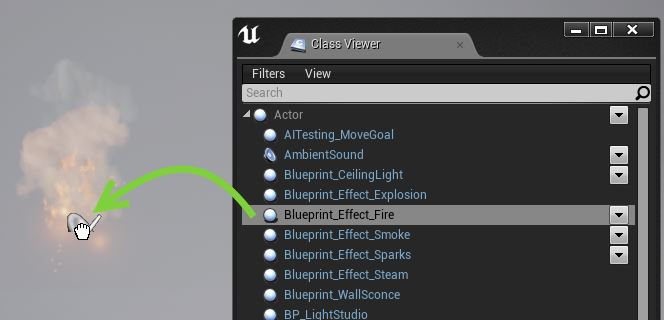 Class Viewer
Filters View
Search
Actor
AITesting_MoveGoal
AmbientSound
Blueprint_CeilingLight
Blueprint_Effect_Explosion
Blueprint_Effect_Fire
Blueprint_Effect_Smoke
Blueprint_Effect_Sparks
Blueprint_Effect_Steam
Blueprint_WallSconce
BP_LightStudio